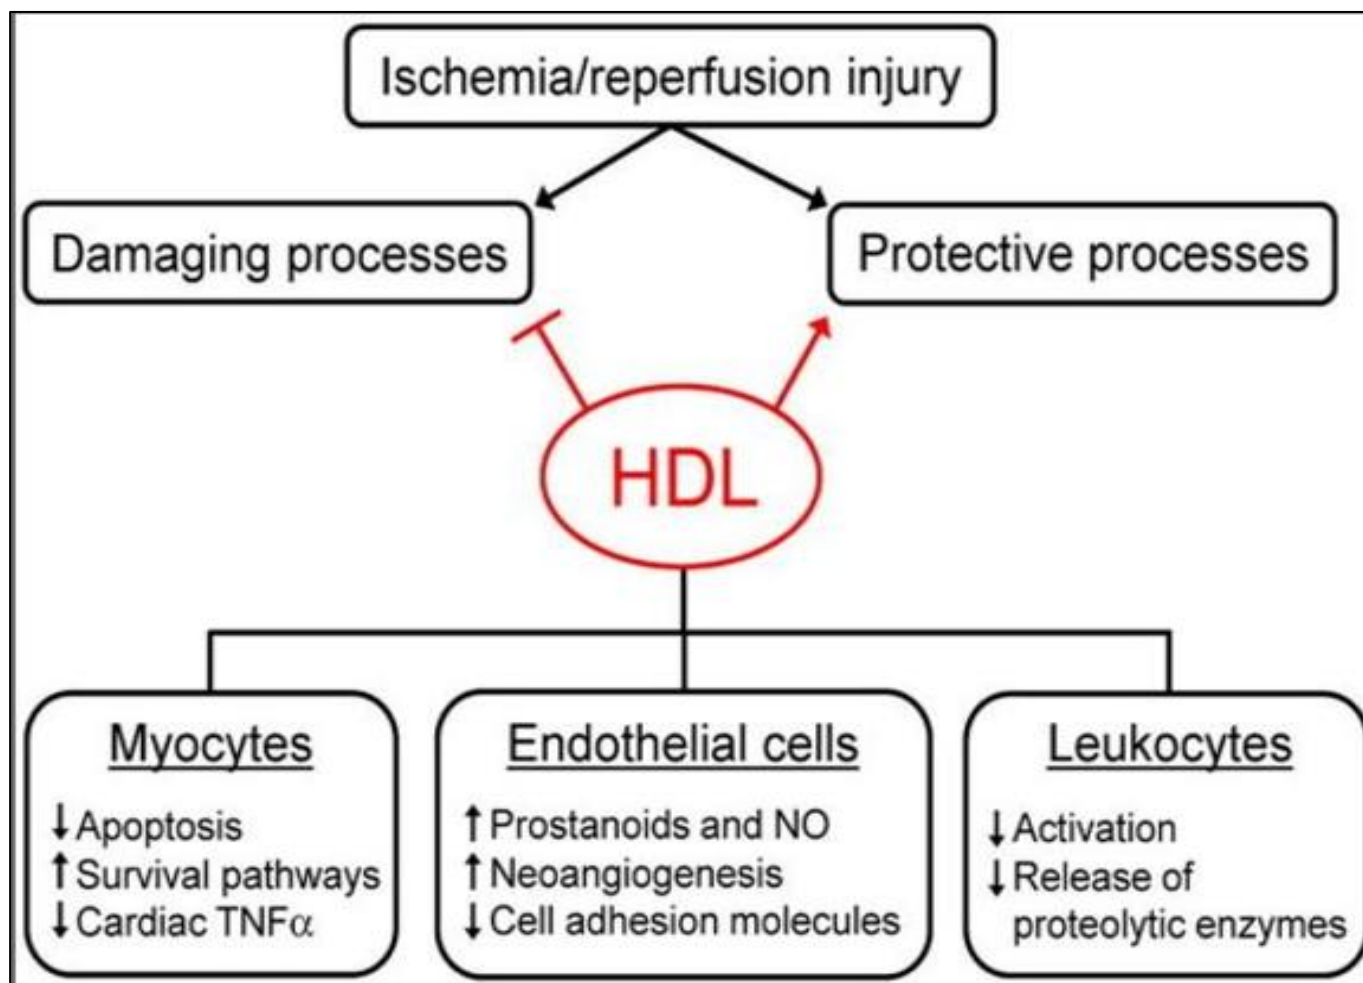 Ischemia/reperfusion injury
Damaging processes
Protective processes
HDL
Myocytes
↓Apoptosis
↑Survival pathways
↓Cardiac TNFα
Endothelial cells
↑Prostanoids and NO
↑Neoangiogenesis
↓Cell adhesion molecules
Leukocytes
↓Activation
↓Release of
proteolytic enzymes